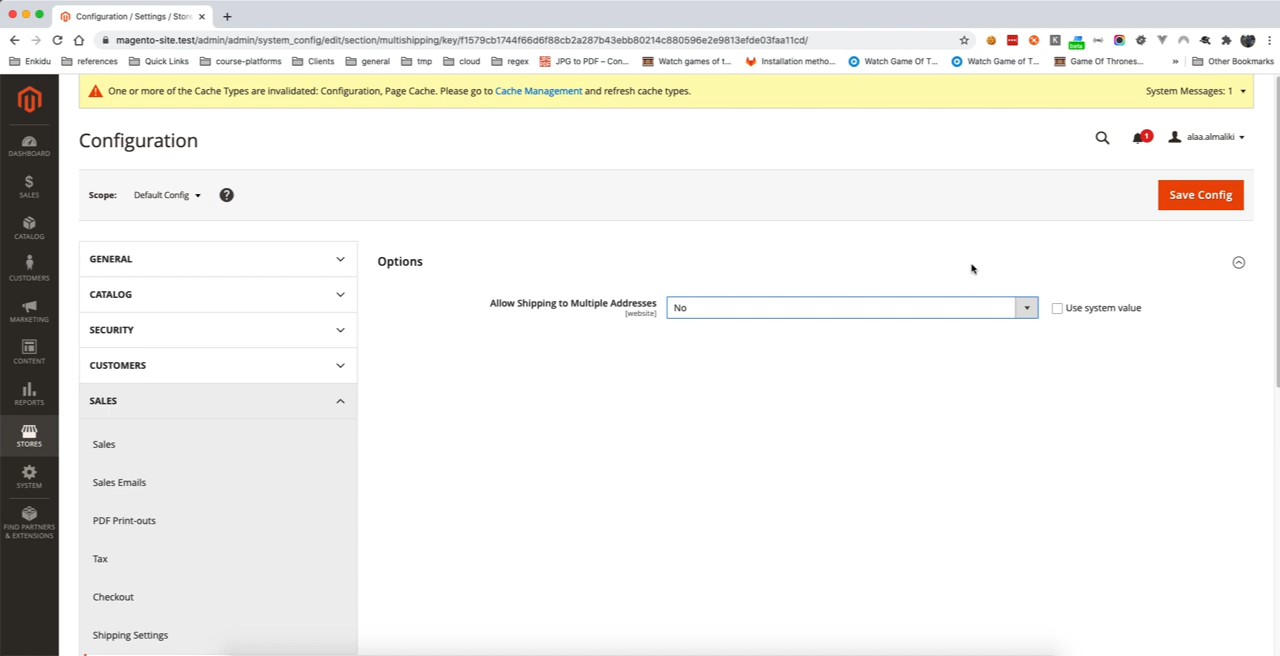 Configuration / Settings / Store
magento-site.test/admin/admin/system_config/edit/section/multishipping/key/f1579cb1744f66d6f88cb2a287b43ebb80214c880596e2e9813efde03faa11cd/
Enkidu
references
Quick Links
course-platforms
Clients
general
tmp
cloud
regex
JPG to PDF – Con...
Watch games of t...
Installation metho...
Watch Game Of T...
Watch Game of T...
Game Of Thrones...
»
Other Bookmarks
beta
One or more of the Cache Types are invalidated: Configuration, Page Cache. Please go to Cache Management and refresh cache types.
System Messages: 1
Configuration
1
alaa.almaliki
Scope:
Default Config
?
Save Config
DASHBOARD
$
SALES
CATALOG
CUSTOMERS
MARKETING
CONTENT
REPORTS
STORES
SYSTEM
FIND PARTNERS
& EXTENSIONS
GENERAL
CATALOG
SECURITY
CUSTOMERS
SALES
Sales
Sales Emails
PDF Print-outs
Tax
Checkout
Shipping Settings
Options
Allow Shipping to Multiple Addresses
[website]
No
Use system value